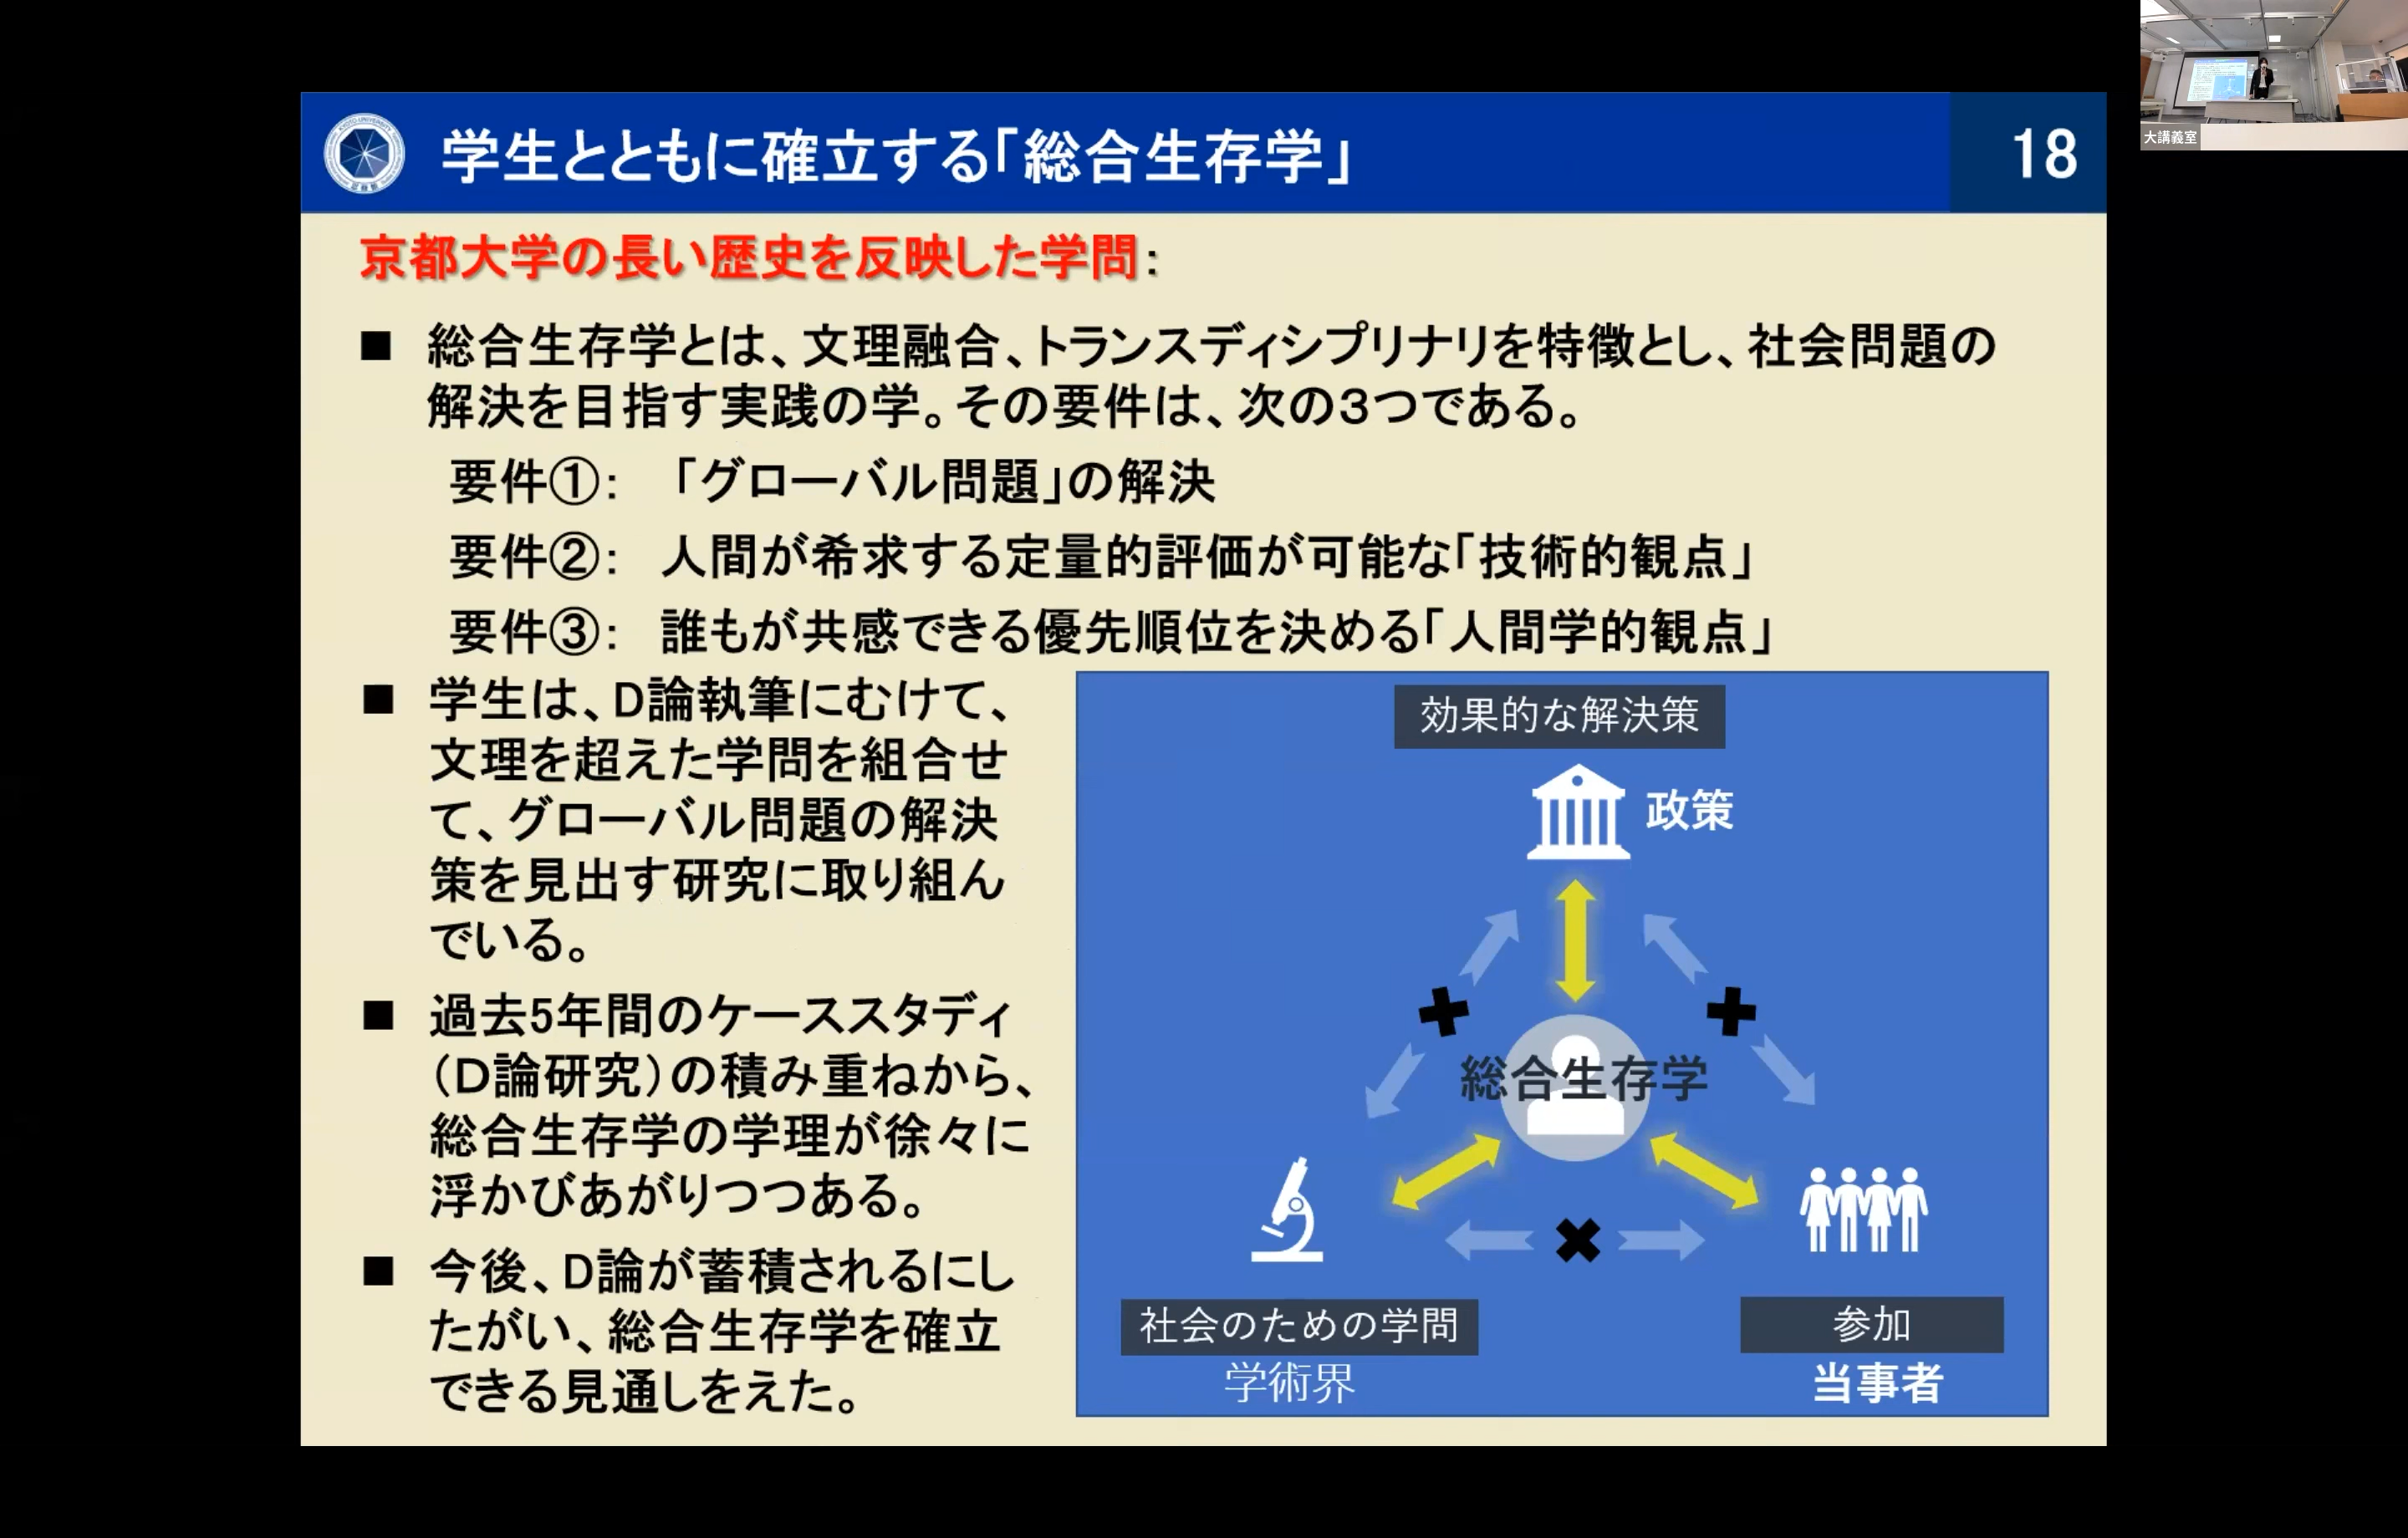 学生とともに確立する「総合生存学」
18
大講義室
京都大学の長い歴史を反映した学問：
■ 総合生存学とは、文理融合、トランスディシプリナリを特徴とし、社会問題の
解決を目指す実践の学。その要件は、次の３つである。
要件①： 「グローバル問題」の解決
要件②： 人間が希求する定量的評価が可能な「技術的観点」
要件③： 誰もが共感できる優先順位を決める「人間学的観点」
■ 学生は、D論執筆にむけて、
文理を超えた学問を組合せ
て、グローバル問題の解決
策を見出す研究に取り組ん
でいる。
■ 過去5年間のケーススタディ
（D論研究）の積み重ねから、
総合生存学の学理が徐々に
浮かびあがりつつある。
■ 今後、D論が蓄積されるにし
たがい、総合生存学を確立
できる見通しをえた。
効果的な解決策
政策
総合生存学
社会のための学問
学術界
参加
当事者